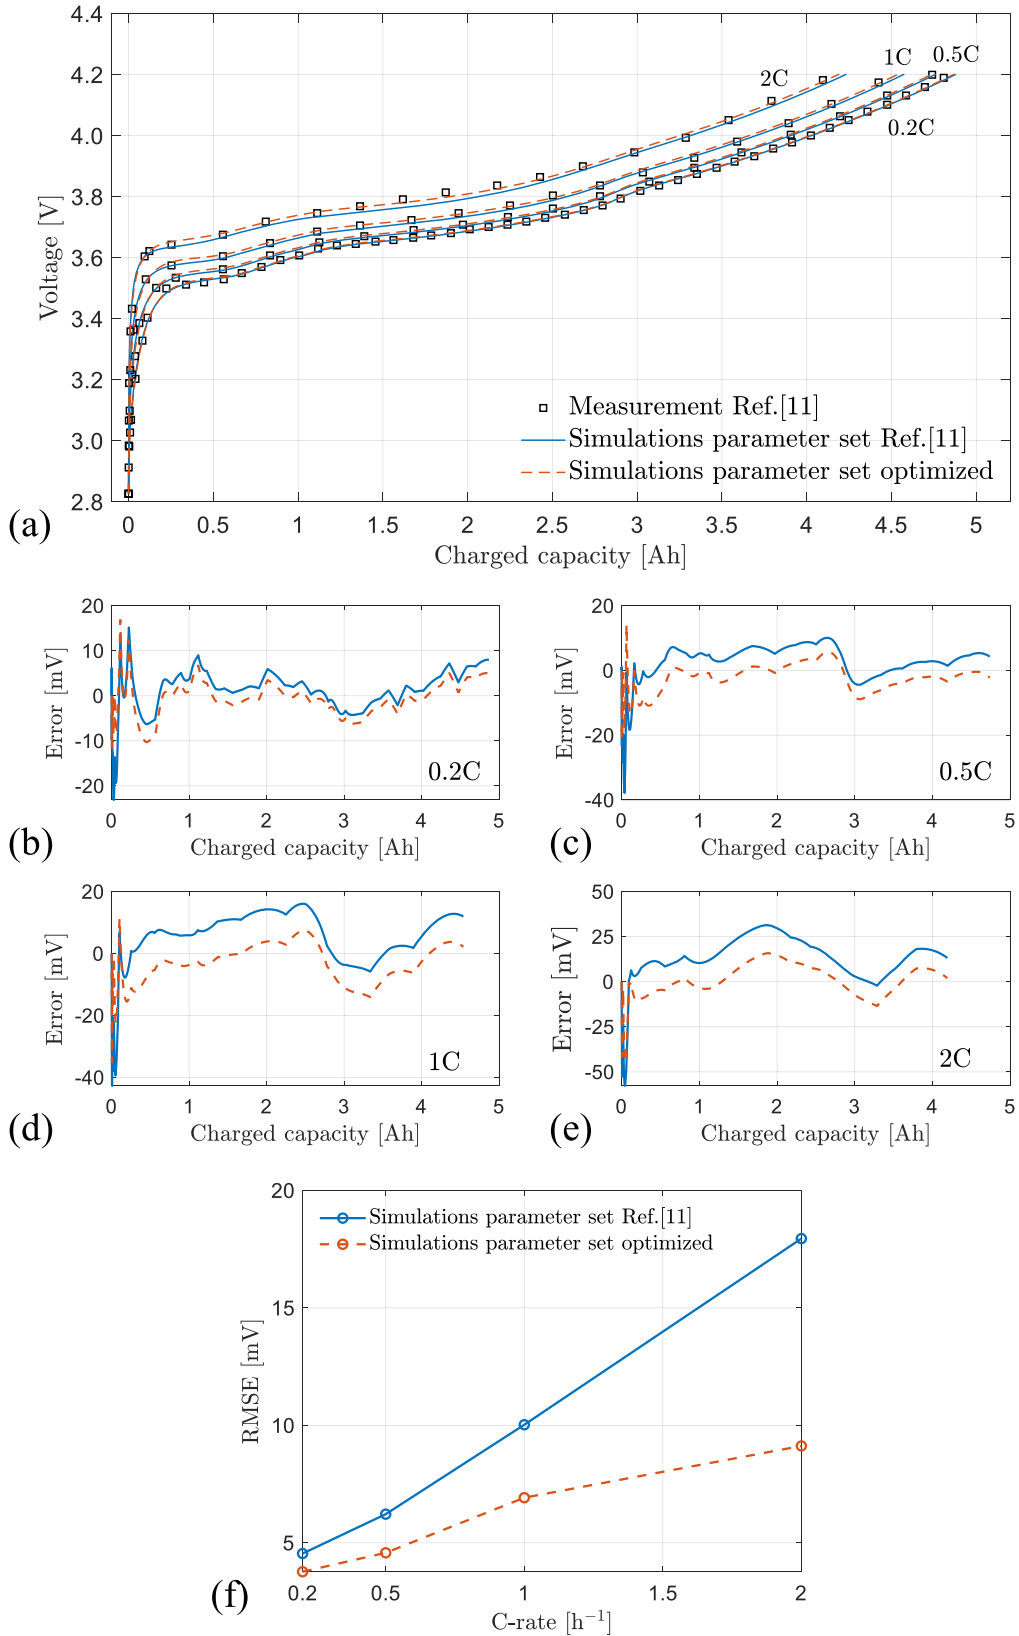 4.4
4.2
4.0
3.8
3.6
3.4
3.2
3.0
2.8
Voltage [V]
2C
1C
0.5C
0.2C
Measurement Ref.[11]
Simulations parameter set Ref.[11]
Simulations parameter set optimized
0 0.5 1 1.5 2 2.5 3 3.5 4 4.5 5
Charged capacity [Ah]
(a)
20
10
0
-10
-20
Error [mV]
0.2C
0 1 2 3 4 5
Charged capacity [Ah]
(b)
20
0
-20
-40
Error [mV]
0.5C
0 1 2 3 4 5
Charged capacity [Ah]
(c)
20
0
-20
-40
Error [mV]
1C
0 1 2 3 4 5
Charged capacity [Ah]
(d)
50
25
0
-25
-50
Error [mV]
2C
0 1 2 3 4 5
Charged capacity [Ah]
(e)
20
15
10
5
RMSE [mV]
Simulations parameter set Ref.[11]
Simulations parameter set optimized
0.2 0.5 1 1.5 2
C-rate [h⁻¹]
(f)